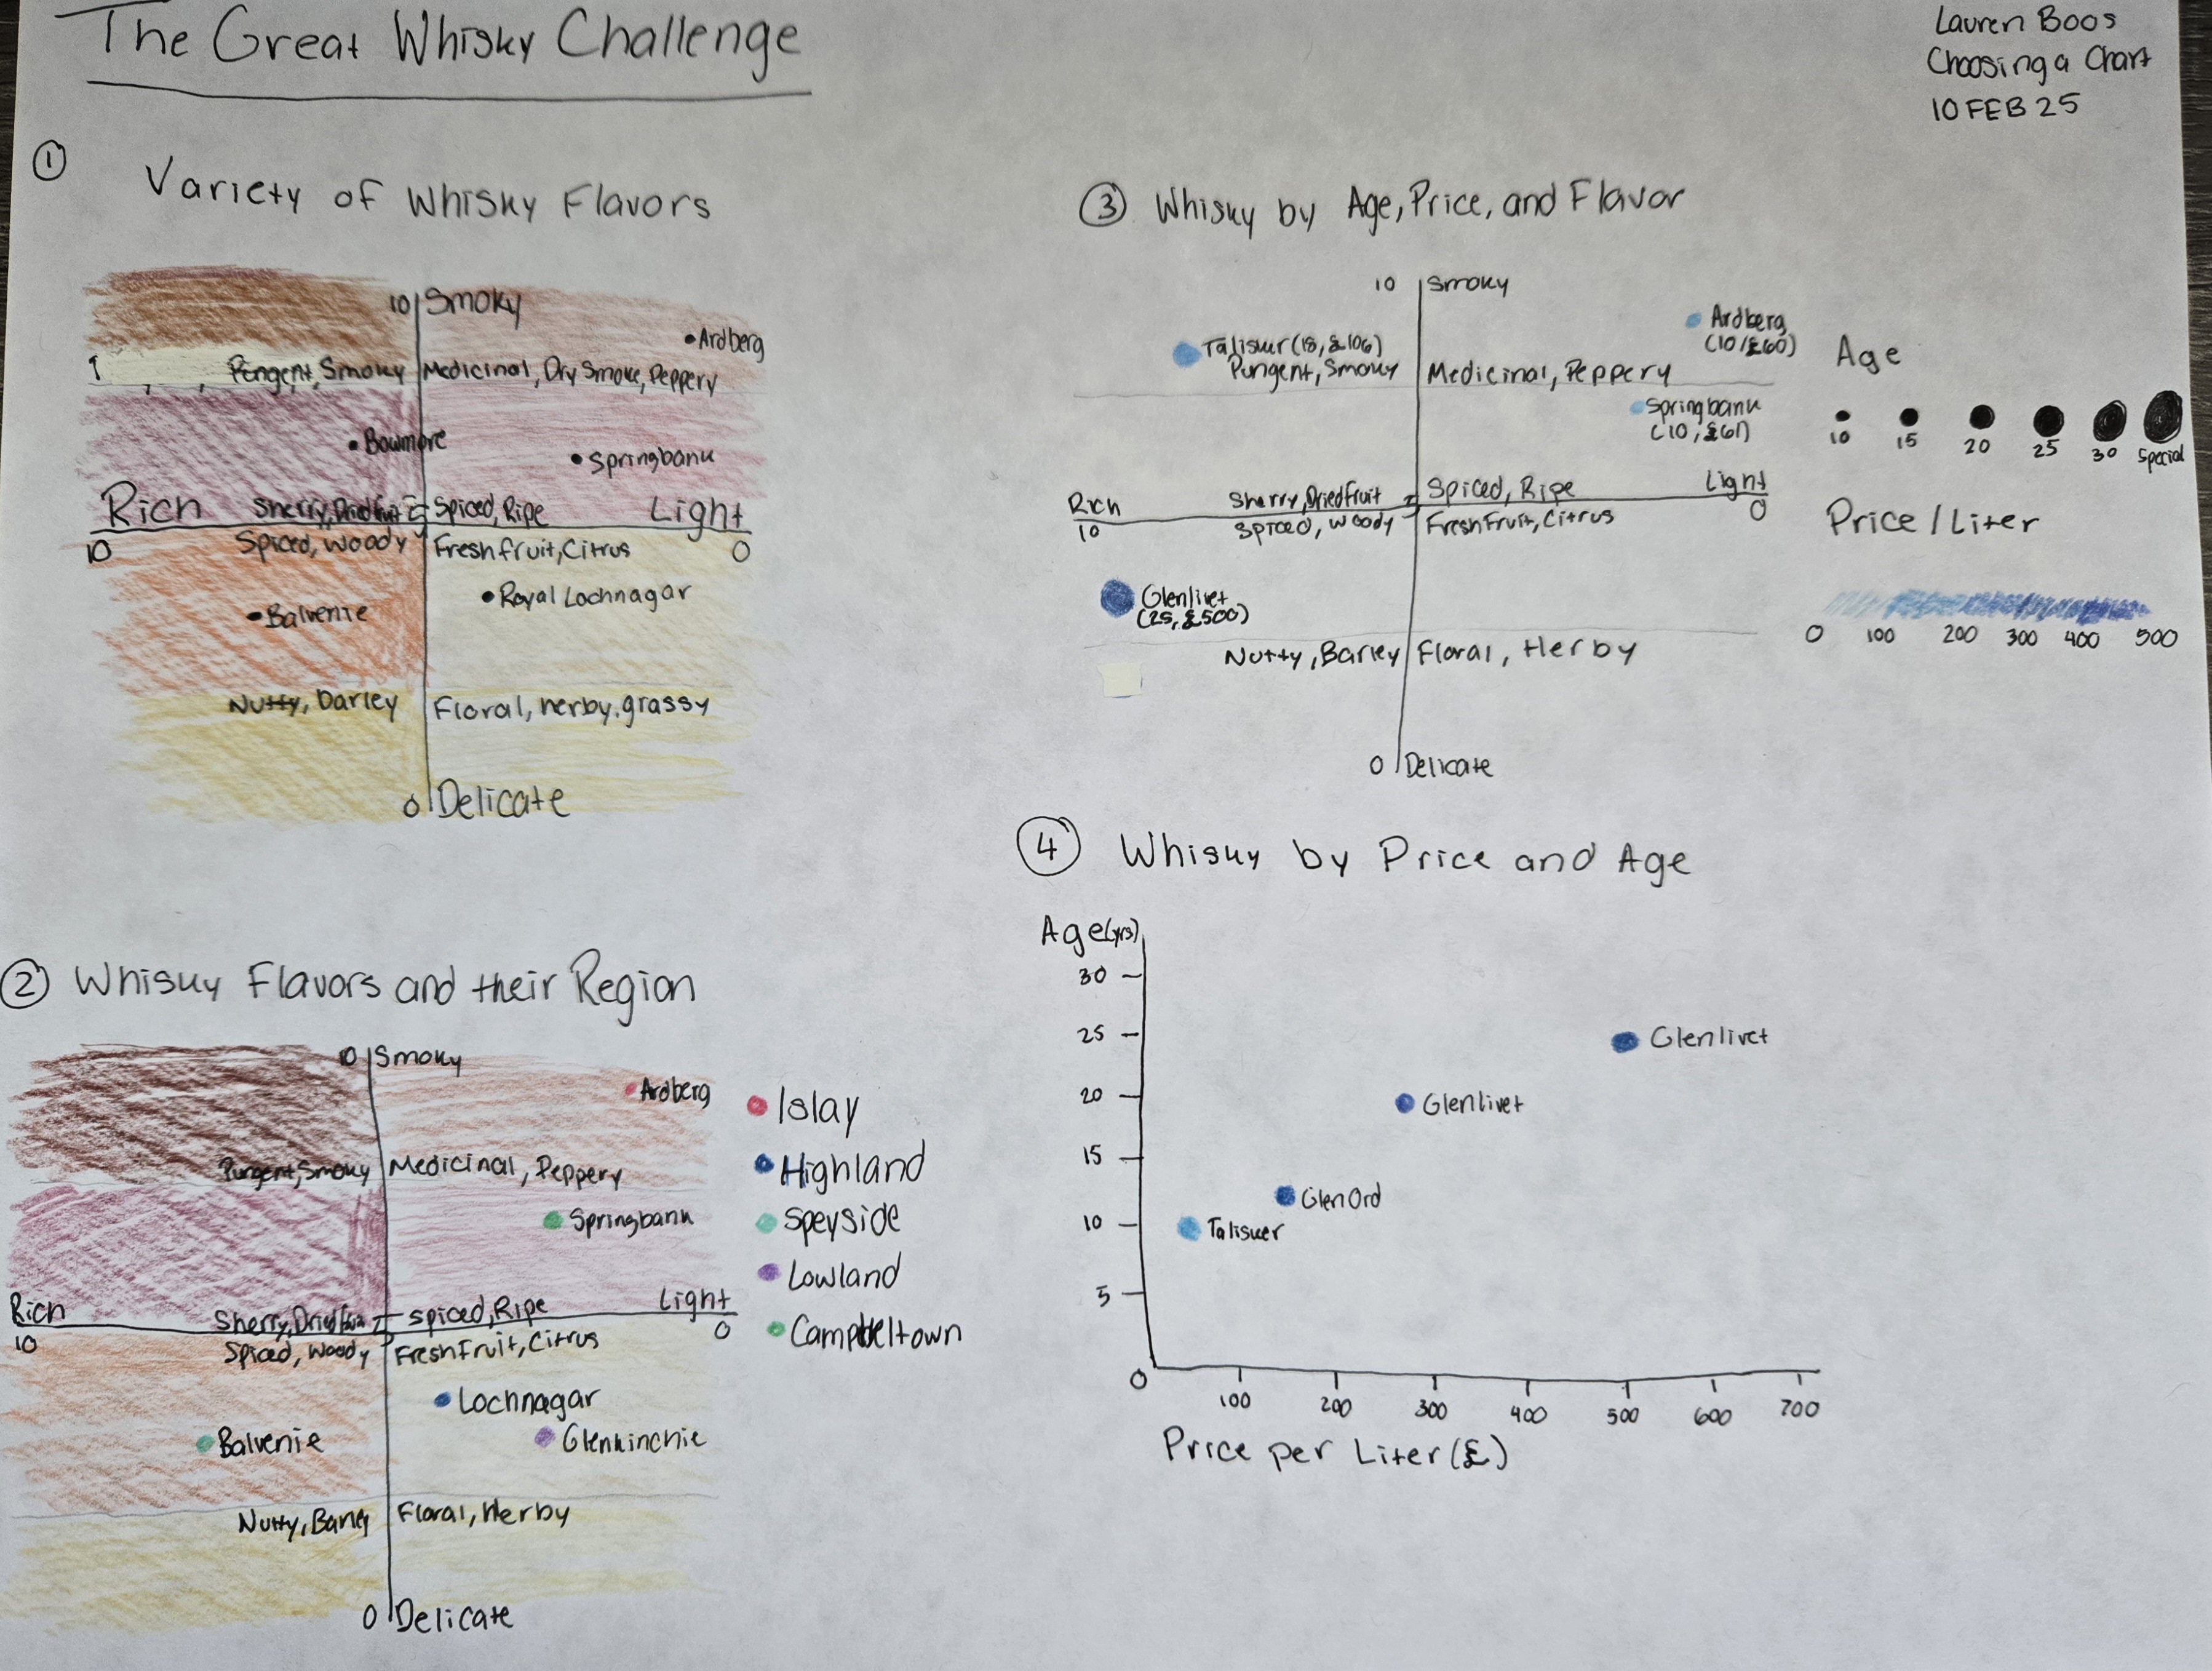 The Great Whisky Challenge
Lauren Boos
Choosing a Chart
10 FEB 25
1
Variety of Whisky Flavors
10 Smoky
Ardberg
Pengent, Smoky Medicinal, Dry Smoke, Peppery
Bowmore
Springbank
Rich Sherry, Dried fruit Spiced, Ripe Light
10 Spiced, Woody Fresh fruit, Citrus 0
Royal Lochnagar
Balvenie
Nutty, Barley Floral, herby, grassy
0 Delicate
2 Whisky Flavors and their Region
10 Smoky
Ardberg
Pungent, Smoky Medicinal, Peppery
Springbank
Rich Sherry, Dried Spiced, Ripe Light
10 Spiced, Woody Fresh Fruit, Citrus 0
Lochnagar
Balvenie Glenkinchie
Nutty, Barley Floral, Herby
0 Delicate
Islay
Highland
Speyside
Lowland
Campbeltown
3 Whisky by Age, Price, and Flavor
10 Smoky
Ardberg
(10/£60)
Talisker (18, £106)
Pungent, Smoky Medicinal, Peppery
Springbank
(10, £61)
Rich Sherry, Dried fruit Spiced, Ripe Light
10 Spiced, Woody Fresh Fruit, Citrus 0
Glenlivet
(25, £500)
Nutty, Barley Floral, Herby
0 Delicate
Age
10 15 20 25 30 Special
Price / Liter
0 100 200 300 400 500
4 Whisky by Price and Age
Age (yrs)
30
25 Glenlivet
20 Glenlivet
15
Glen Ord
10 Talisker
5
0
100 200 300 400 500 600 700
Price per Liter (£)